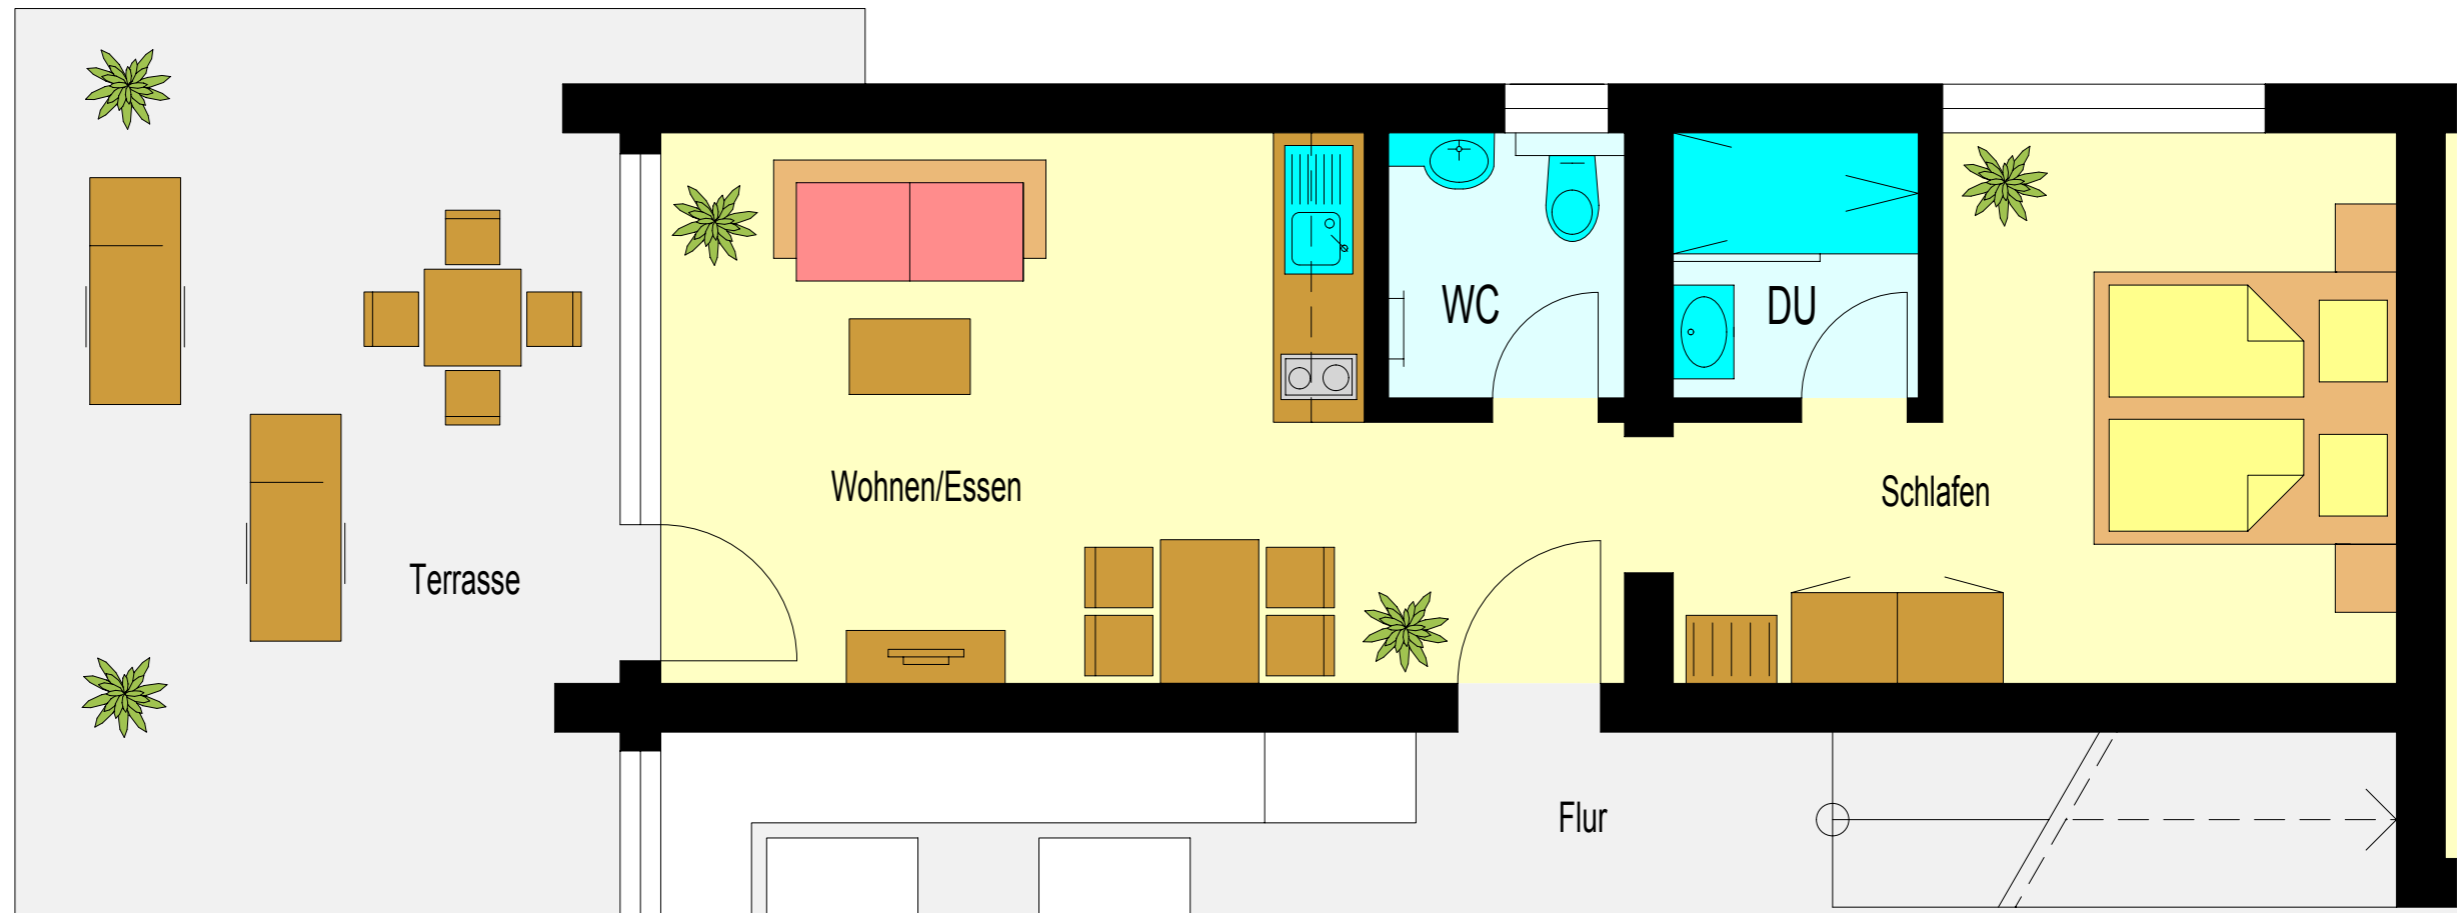 WC
DU
Wohnen/Essen
Schlafen
Terrasse
Flur